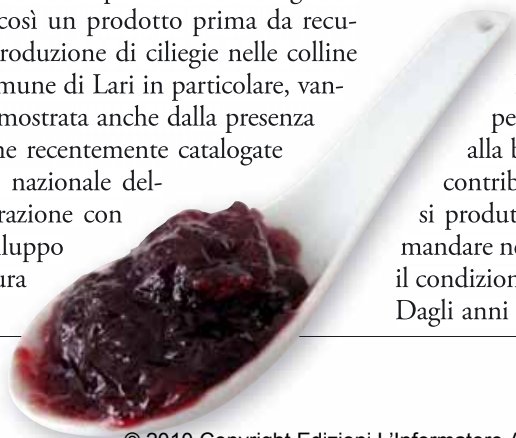 così un prodotto prima da recu-
roduzione di ciliegie nelle colline
mune di Lari in particolare, van-
mostrata anche dalla presenza
ne recentemente catalogate
nazionale del-
razione con
iluppo
ura
pe
alla b
contrib
si produt
mandare ne
il condizion
Dagli anni
© 2010 Copyright Edizioni L'Informatore A